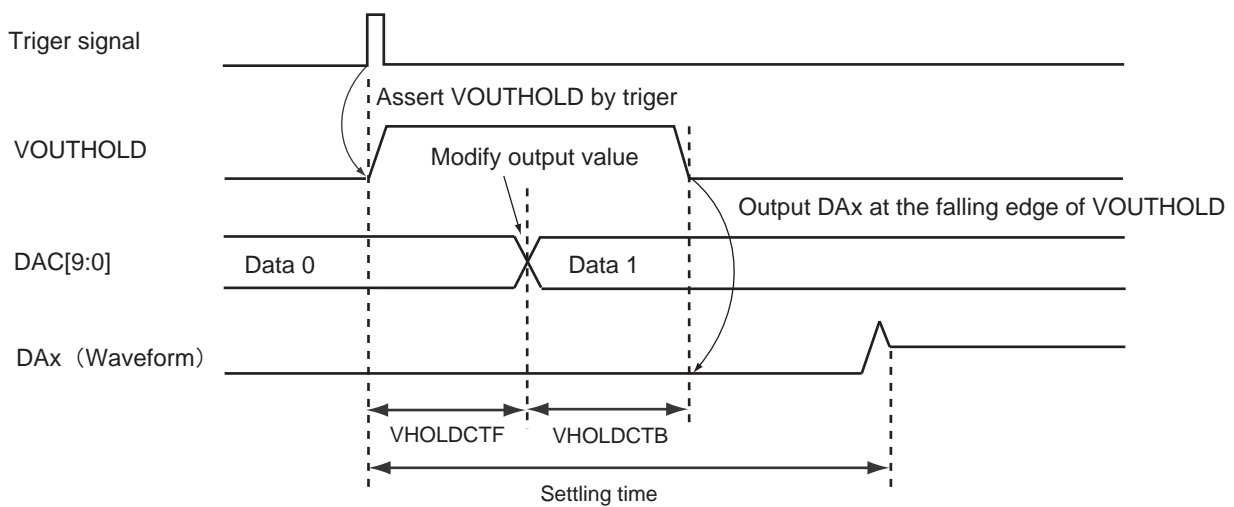 Triger signal
Assert VOUTHOLD by triger
VOUTHOLD
Modify output value
Output DAx at the falling edge of VOUTHOLD
DAC[9:0]
Data 0
Data 1
DAx（Waveform）
VHOLDCTF
VHOLDCTB
Settling time